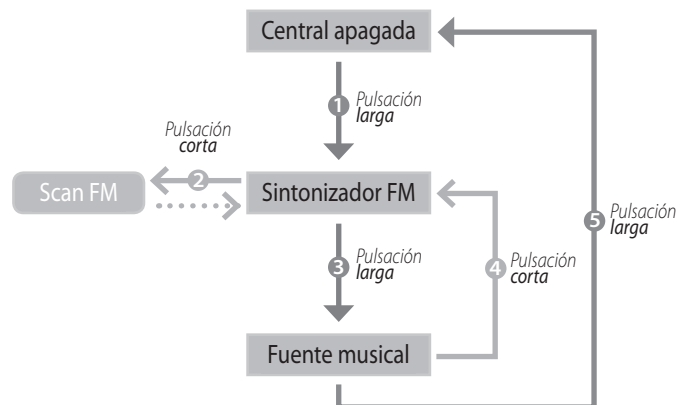 Central apagada
1 Pulsación
larga
Pulsación
corta
2
Scan FM
Sintonizador FM
5 Pulsación
larga
3 Pulsación
larga
4 Pulsación
corta
Fuente musical